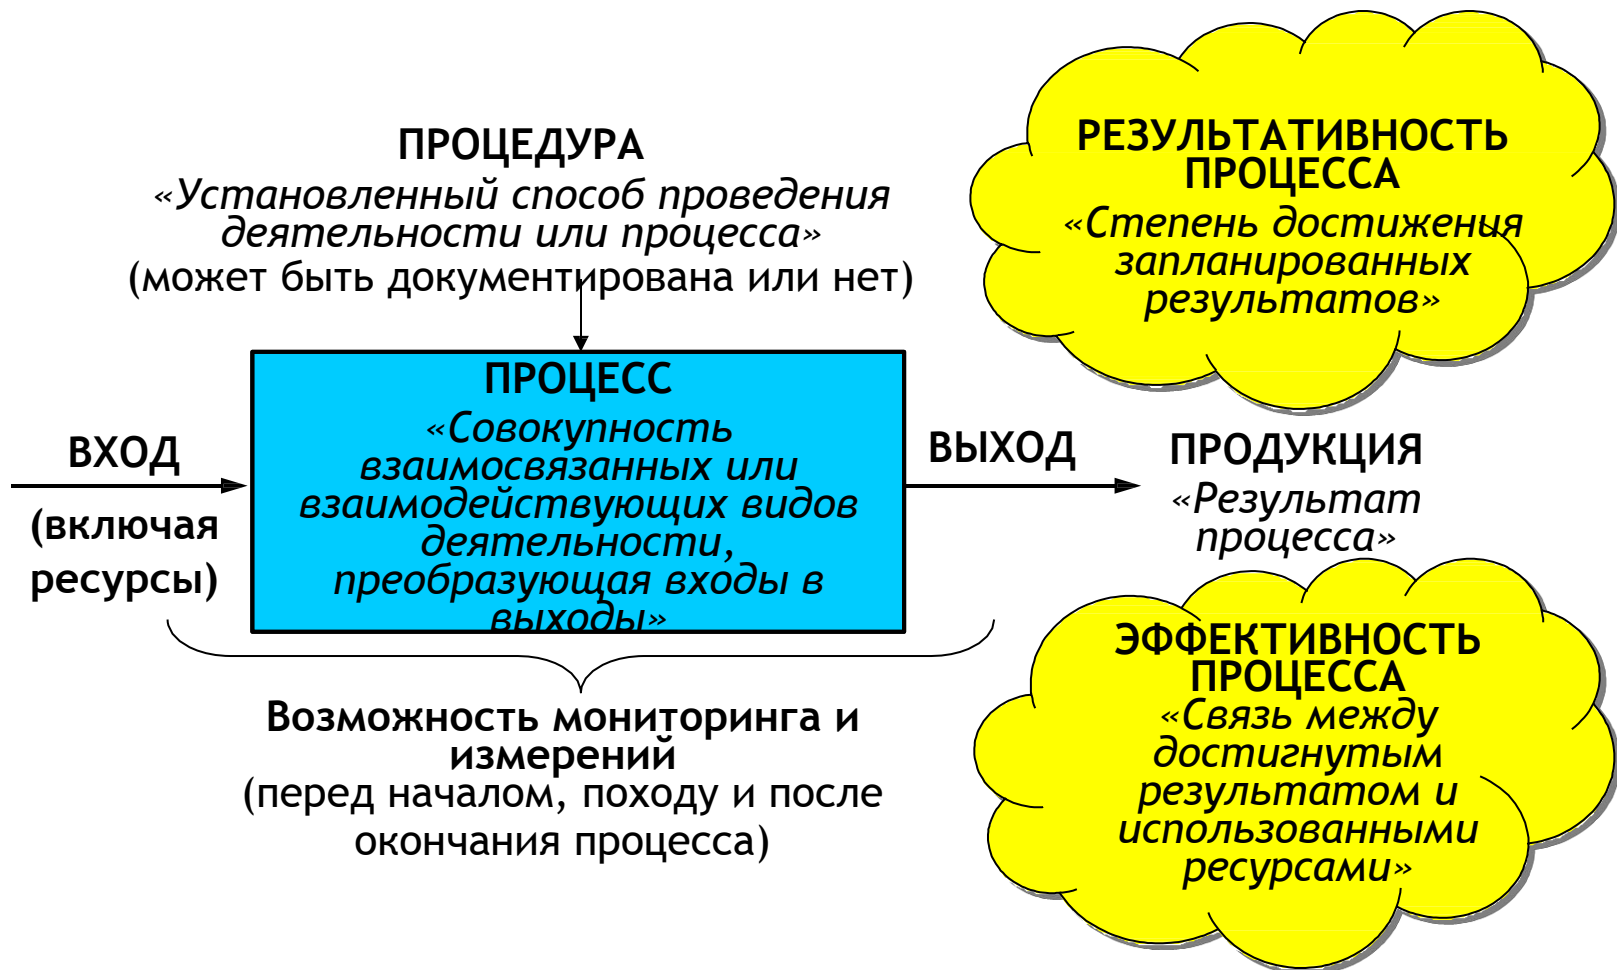 ПРОЦЕДУРА
«Установленный способ проведения
деятельности или процесса»
(может быть документирована или нет)
РЕЗУЛЬТАТИВНОСТЬ
ПРОЦЕССА
«Степень достижения
запланированных
результатов»
ВХОД
(включая
ресурсы)
ПРОЦЕСС
«Совокупность
взаимосвязанных или
взаимодействующих видов
деятельности,
преобразующая входы в
выходы»
ВЫХОД
ПРОДУКЦИЯ
«Результат
процесса»
Возможность мониторинга и
измерений
(перед началом, походу и после
окончания процесса)
ЭФФЕКТИВНОСТЬ
ПРОЦЕССА
«Связь между
достигнутым
результатом и
использованными
ресурсами»